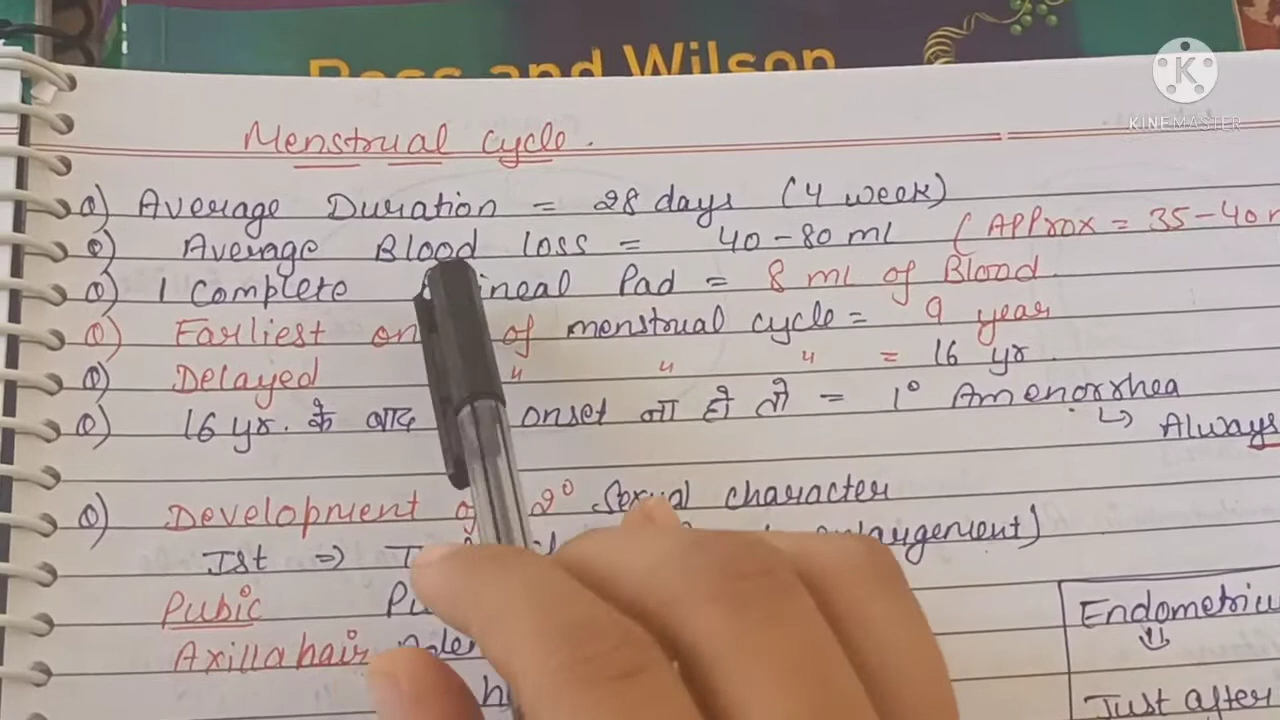 Ross and Wilson
KINEMASTER
Menstrual cycle.
Average Duration = 28 days (4 week)
Average Blood loss = 40-80 ml (Approx = 35-40
1 Complete ineal Pad = 8 ml of Blood
Earliest on of menstrual cycle = 9 year
Delayed " " " = 16 yr
16 yr. के बाद onset ना हो तो = 1° Amenorrhea
↳ Always
Development of 2° Sexual character
Ist ⇒ enlargement)
Pubic Pu
Axilla hair
Endometriu
Just after